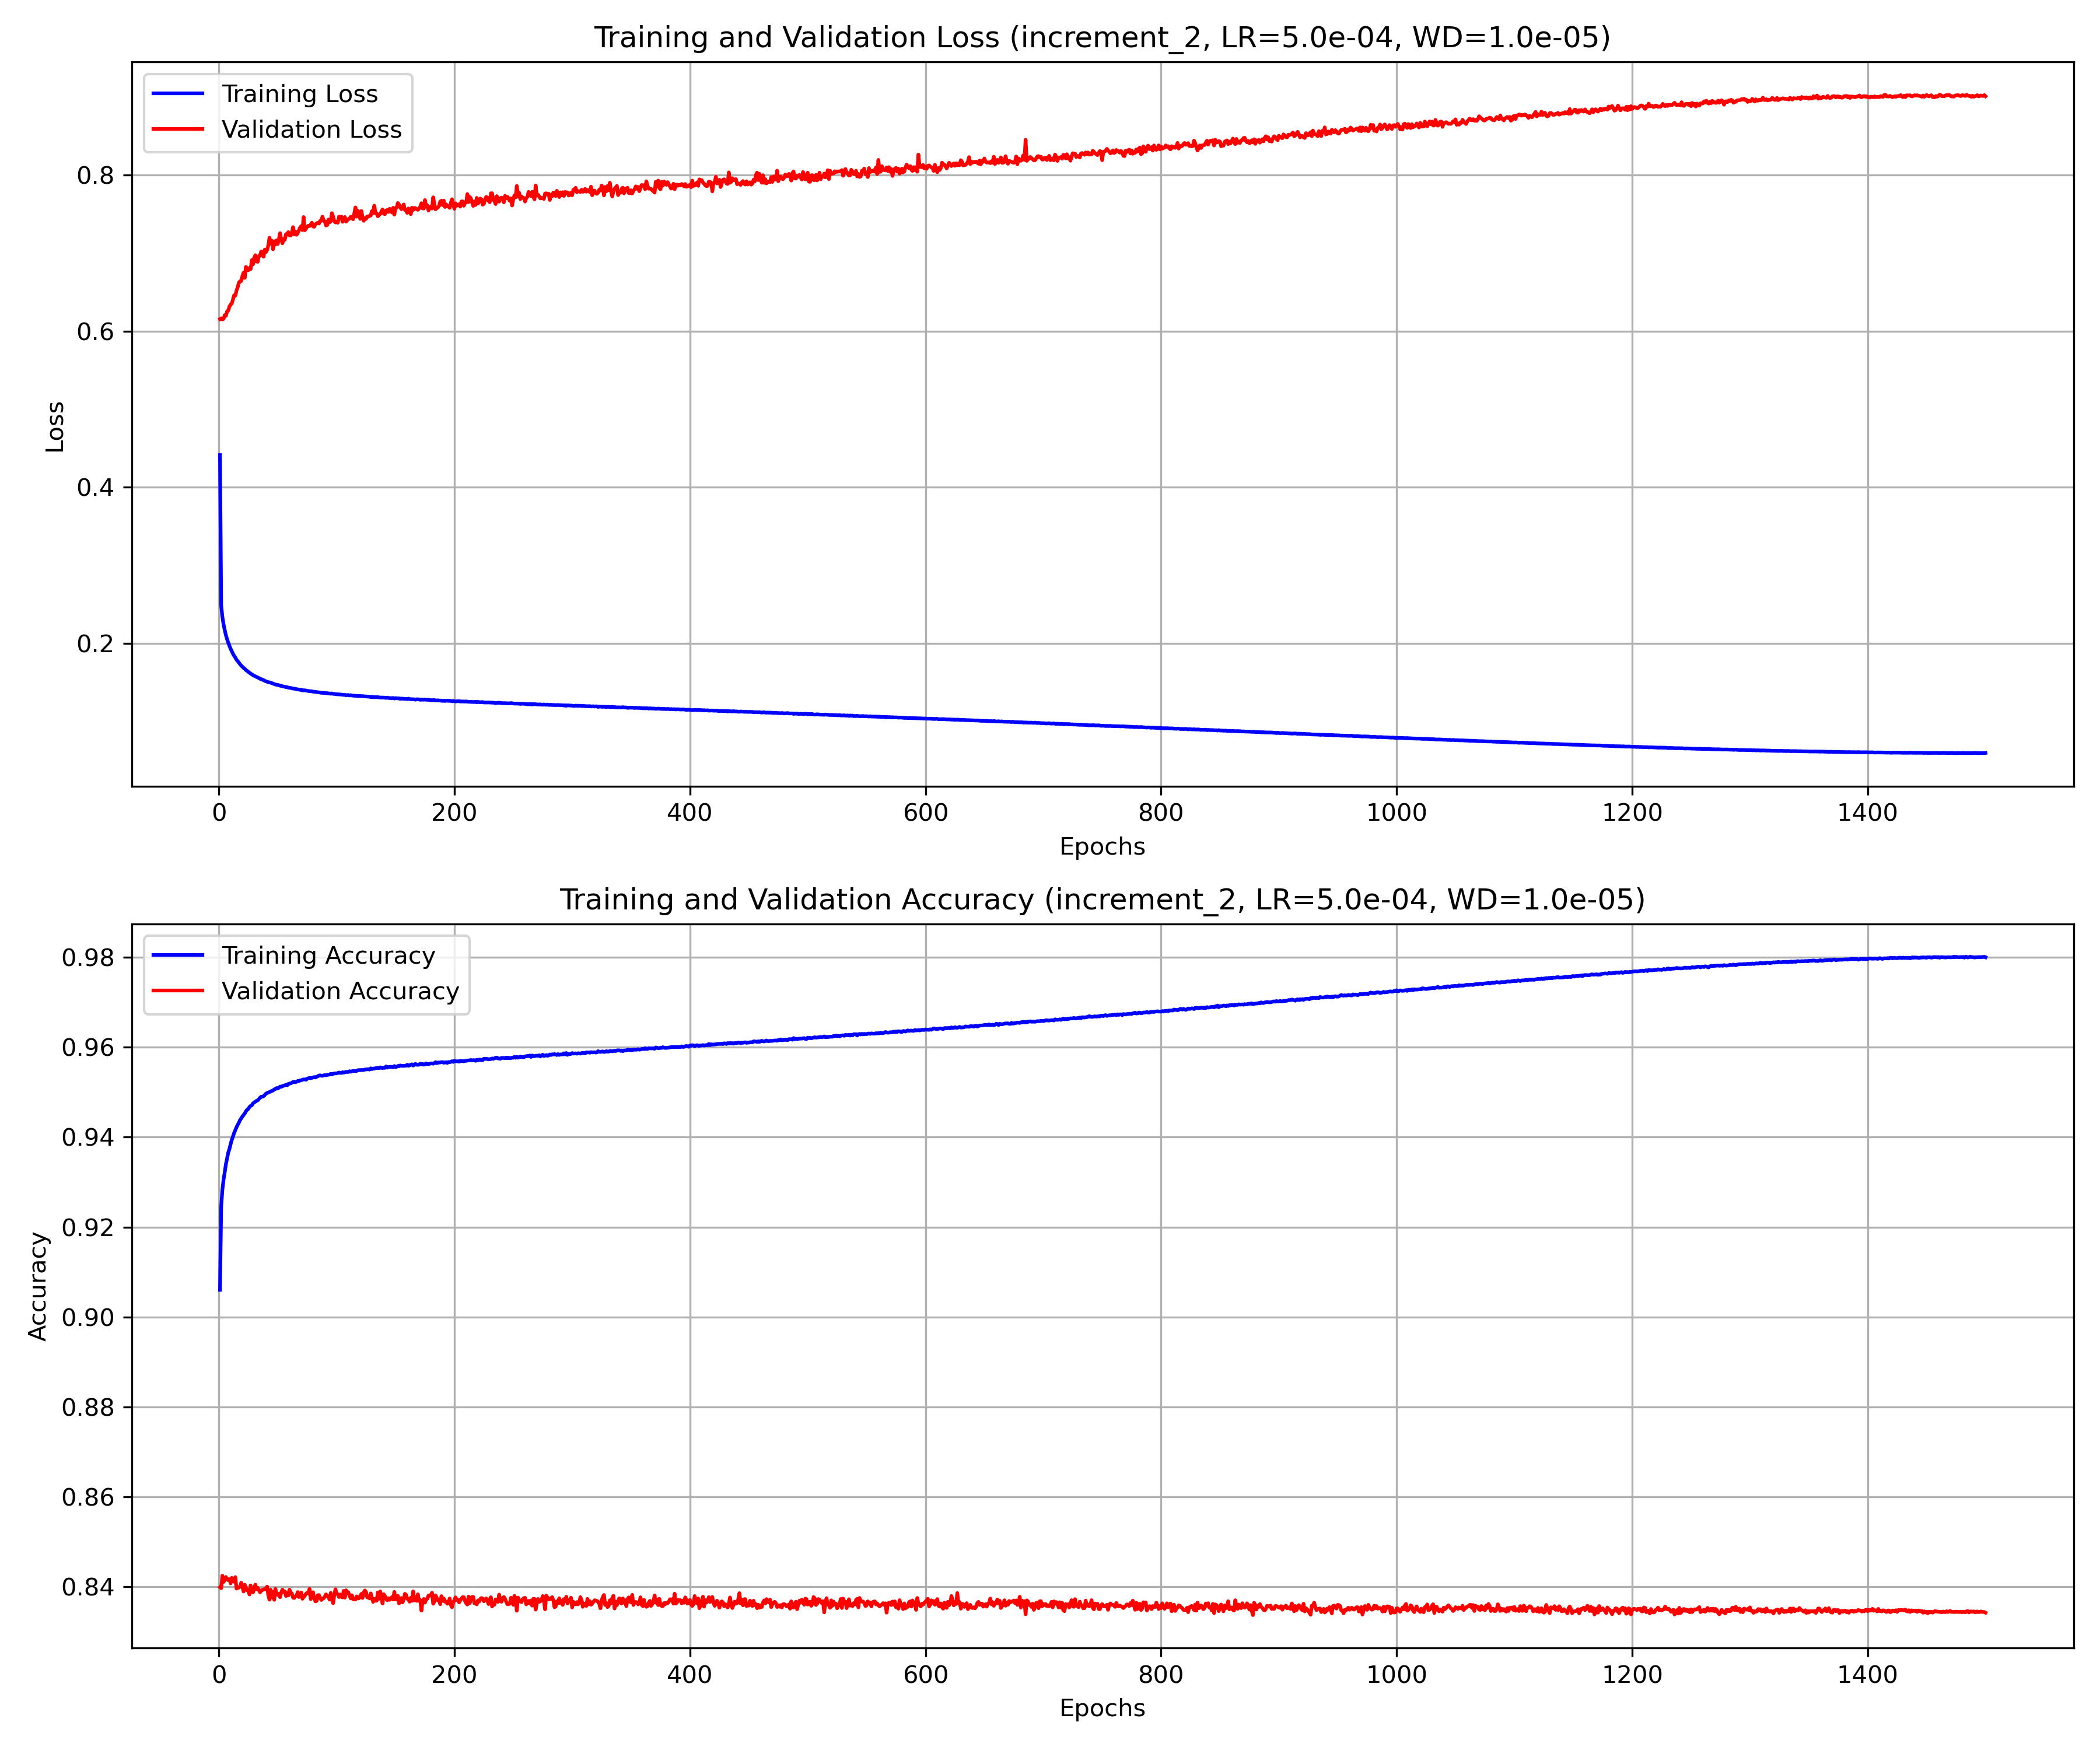 Training and Validation Loss (increment_2, LR=5.0e-04, WD=1.0e-05)
Training Loss
Validation Loss
Loss
0.8
0.6
0.4
0.2
0 200 400 600 800 1000 1200 1400
Epochs
Training and Validation Accuracy (increment_2, LR=5.0e-04, WD=1.0e-05)
Training Accuracy
Validation Accuracy
Accuracy
0.98
0.96
0.94
0.92
0.90
0.88
0.86
0.84
0 200 400 600 800 1000 1200 1400
Epochs